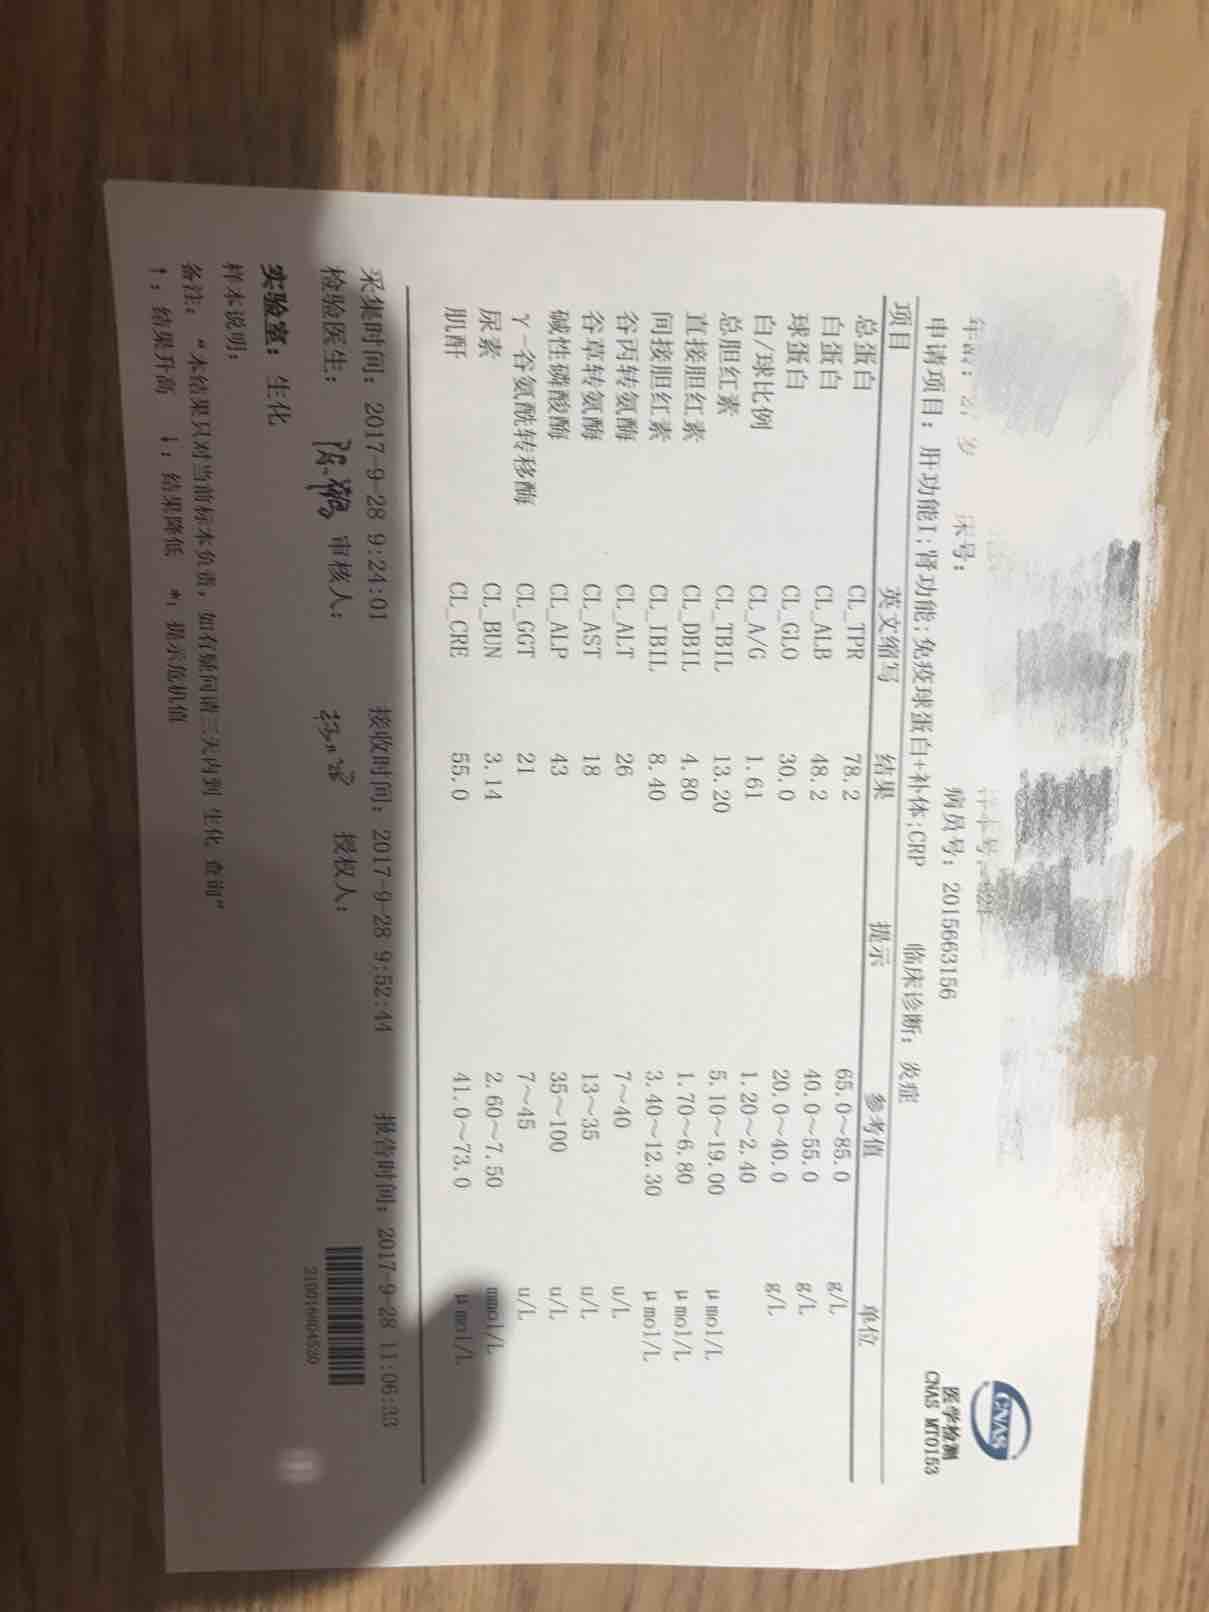 医学检测
CNAS
CNAS MT0153
年龄：2 岁 床号： 病员号：2015663156
申请项目：肝功能I;肾功能;免疫球蛋白+补体;CRP 临床诊断：炎症
项目 英文缩写 结果 提示 参考值 单位
总蛋白 CL_TPR 78.2 65.0～85.0 g/L
白蛋白 CL_ALB 48.2 40.0～55.0 g/L
球蛋白 CL_GLO 30.0 20.0～40.0 g/L
白/球比例 CL_A/G 1.61 1.20～2.40
总胆红素 CL_TBIL 13.20 5.10～19.00 μmol/L
直接胆红素 CL_DBIL 4.80 1.70～6.80 μmol/L
间接胆红素 CL_IBIL 8.40 3.40～12.30 μmol/L
谷丙转氨酶 CL_ALT 26 7～40 u/L
谷草转氨酶 CL_AST 18 13～35 u/L
碱性磷酸酶 CL_ALP 43 35～100 u/L
γ-谷氨酰转移酶 CL_GGT 21 7～45 u/L
尿素 CL_BUN 3.14 2.60～7.50 mmol/L
肌酐 CL_CRE 55.0 41.0～73.0 μmol/L
采集时间：2017-9-28 9:24:01 接收时间：2017-9-28 9:52:44 报告时间：2017-9-28 11:06:33
检验医生： 审核人： 授权人：
实验室：生化
样本说明：
备注："本结果只对当前标本负责，如有疑问请三天内到 生化 查询"
↑：结果升高 ↓：结果降低 *：提示危机值